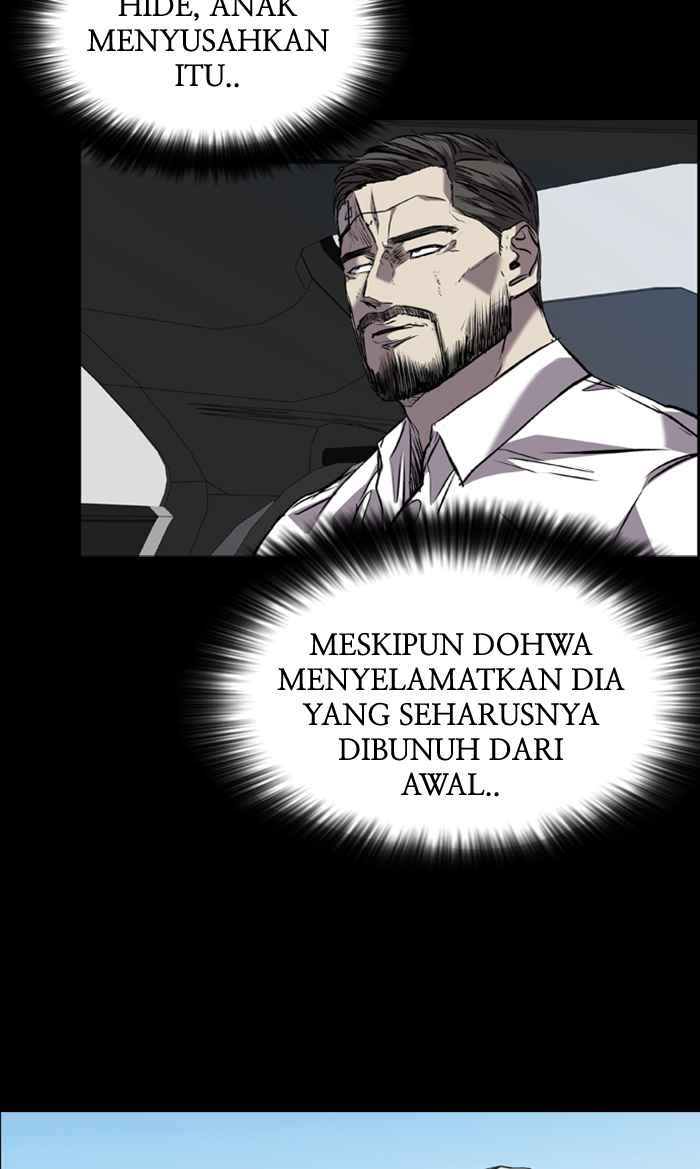 HIDE, ANAK
MENYUSAHKAN
ITU..
MESKIPUN DOHWA
MENYELAMATKAN DIA
YANG SEHARUSNYA
DIBUNUH DARI
AWAL..